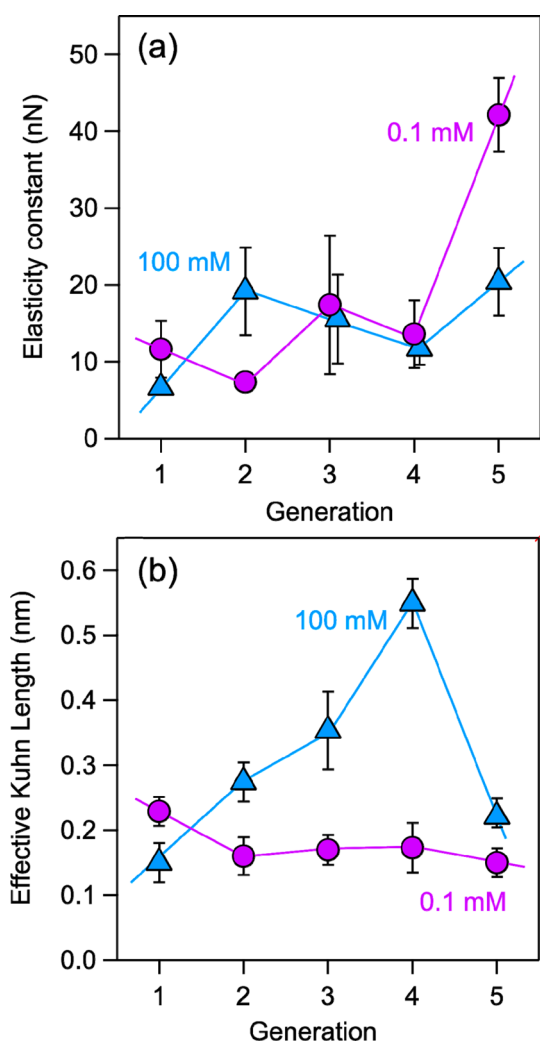 (a)
50
40
30
20
10
0
Elasticity constant (nN)
0.1 mM
100 mM
1 2 3 4 5
Generation
(b)
0.6
0.5
0.4
0.3
0.2
0.1
0.0
Effective Kuhn Length (nm)
100 mM
0.1 mM
1 2 3 4 5
Generation